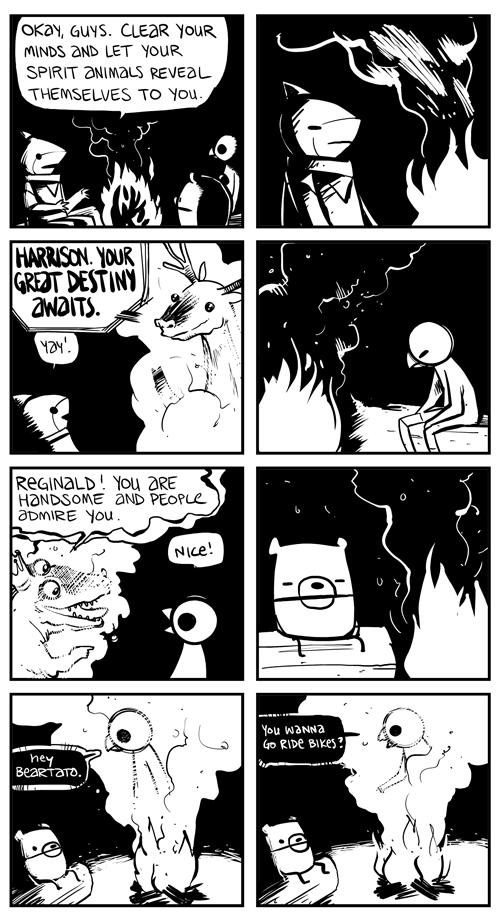 OKAY, GUYS. CLEAR YOUR
MINDS AND LET YOUR
SPIRIT ANIMALS REVEAL
THEMSELVES TO YOU.
HARRISON. YOUR
GREAT DESTINY
AWAITS.
YAY!
REGINALD! YOU ARE
HANDSOME AND PEOPLE
ADMIRE YOU.
NICE!
HEY
BEARTATO.
YOU WANNA
GO RIDE BIKES?